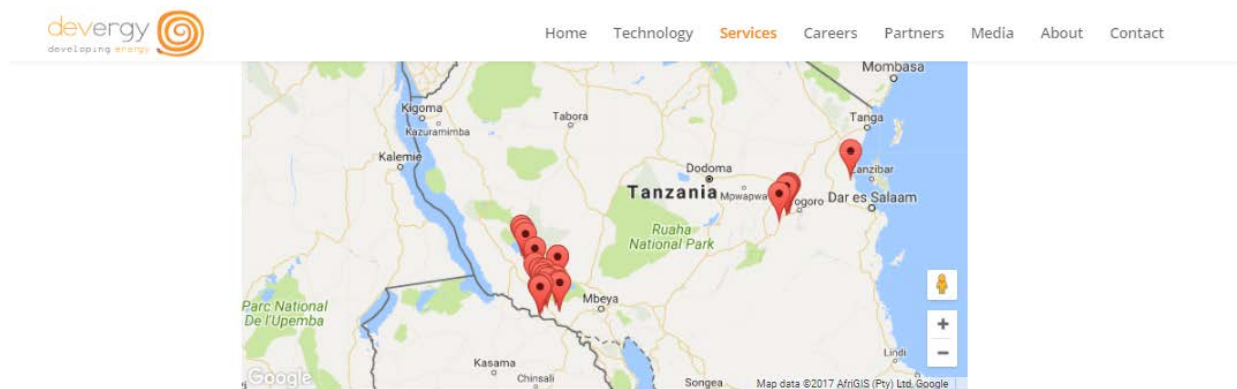 devergy
developing energy
Home Technology Services Careers Partners Media About Contact
Mombasa
Kigoma
Kazuramimba
Tabora
Tanga
Kalemie
Dodoma
Zanzibar
Tanzania
Mpwapwa
ogoro
Dar es Salaam
Ruaha
National Park
Mbeya
Parc National
De l'Upemba
Kasama
Chinsali
Songea
Lindi
+
−
Google
Map data ©2017 AfriGIS (Pty) Ltd, Google